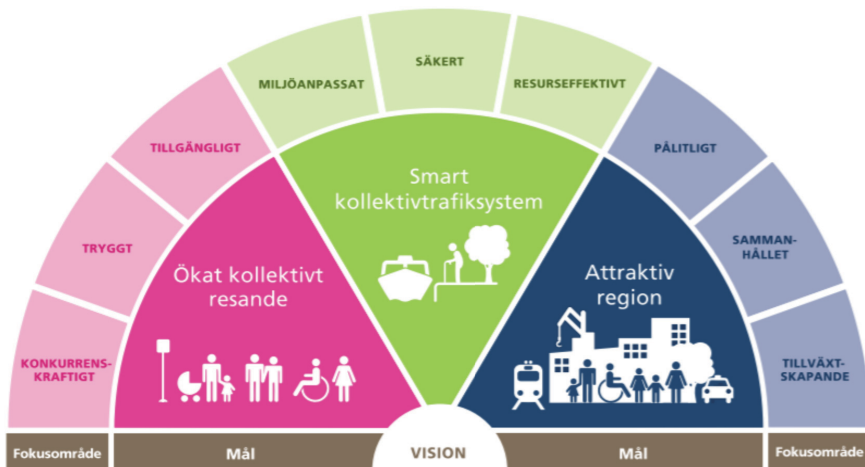 MILJÖANPASSAT
SÄKERT
RESURSEFFEKTIVT
TILLGÄNGLIGT
PÅLITLIGT
TRYGGT
SAMMAN-
HÅLLET
KONKURRENS-
KRAFTIGT
TILLVÄXT-
SKAPANDE
Smart
kollektivtrafiksystem
Ökat kollektivt
resande
Attraktiv
region
Fokusområde
Mål
VISION
Mål
Fokusområde